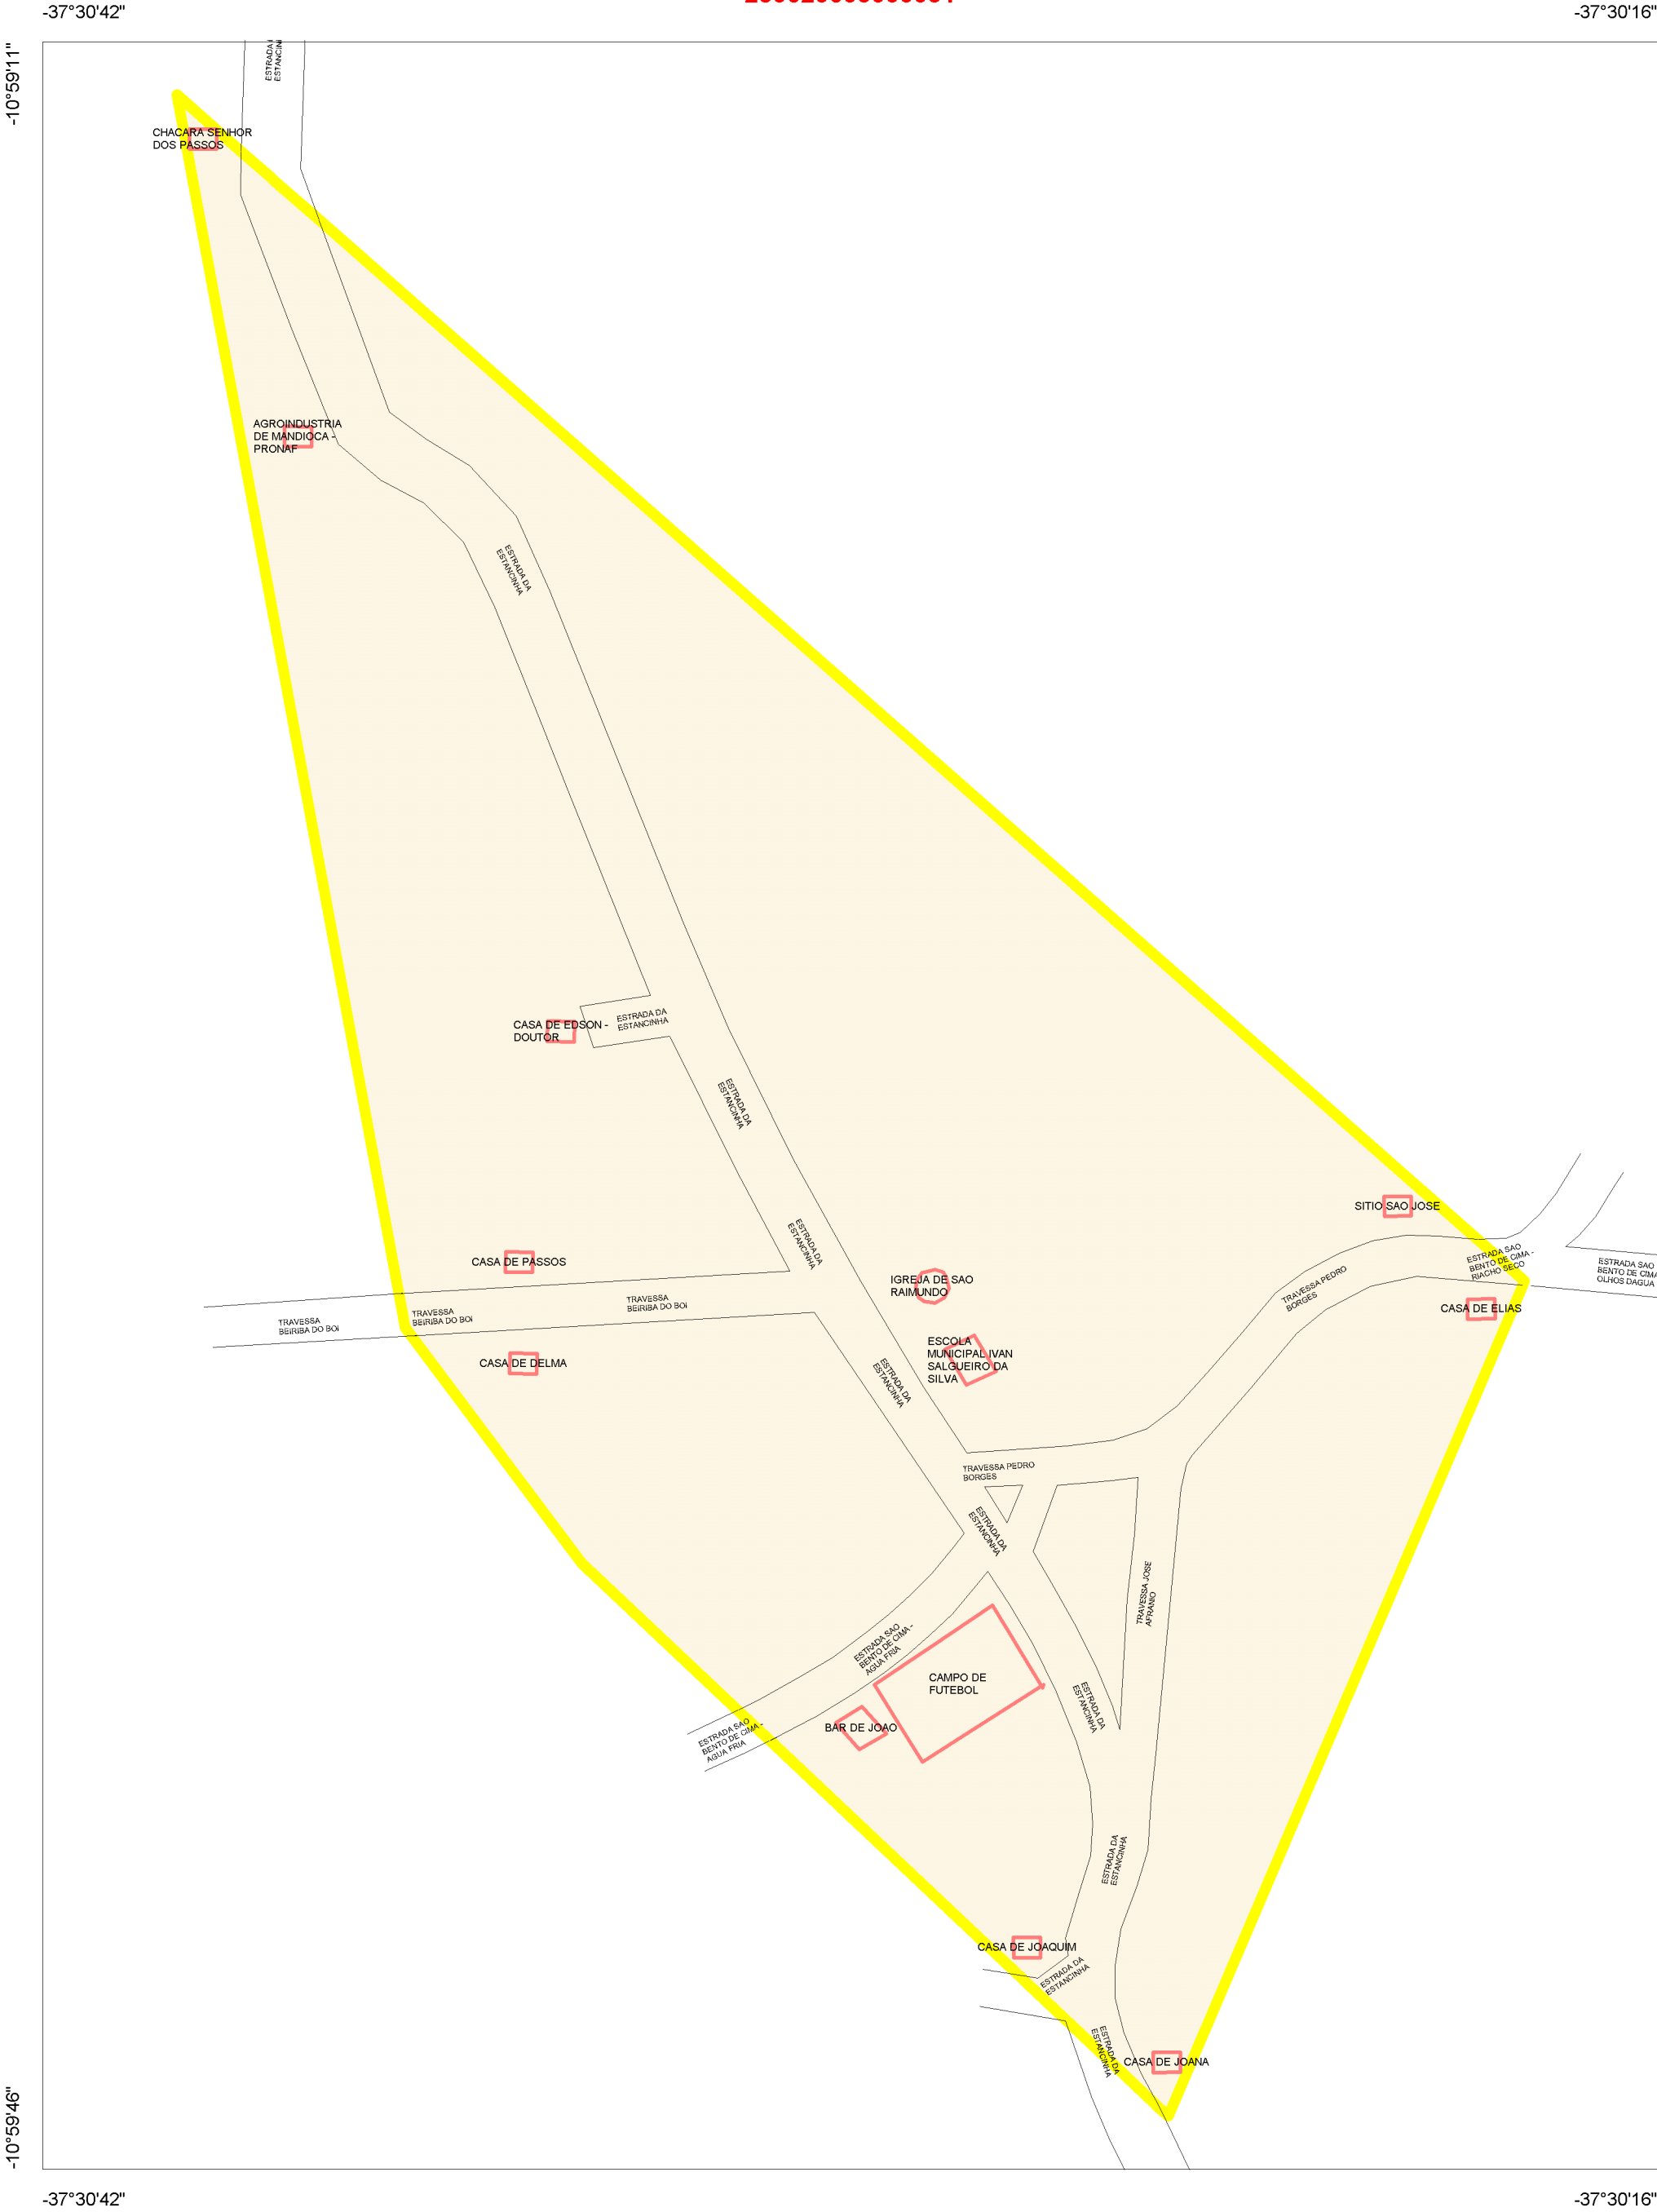 -37°30'42"
-37°30'16"
-10°59'11"
ESTRADA
CHACARA SENHOR
DOS PASSOS
AGROINDUSTRIA
DE MANDIOCA -
PRONAF
ESTRADA DA
ESTANCINHA
CASA DE EDSON -
DOUTOR
ESTRADA DA
ESTANCINHA
ESTRADA DA
ESTANCINHA
SITIO SAO JOSE
ESTRADA DA
ESTANCINHA
CASA DE PASSOS
IGREJA DE SAO
RAIMUNDO
TRAVESSA PEDRO
BORGES
ESTRADA SAO
BENTO DE CIMA -
RIACHO SECO
ESTRADA SAO
BENTO DE CIMA
OLHOS DAGUA
CASA DE ELIAS
TRAVESSA
BEIRIBA DO BOI
TRAVESSA
BEIRIBA DO BOI
TRAVESSA
BEIRIBA DO BOI
CASA DE DELMA
ESCOLA
MUNICIPAL IVAN
SALGUEIRO DA
SILVA
ESTRADA DA
ESTANCINHA
TRAVESSA PEDRO
BORGES
ESTRADA DA
ESTANCINHA
TRAVESSA JOSE
AFRANIO
ESTRADA SAO
BENTO DE CIMA -
AGUA FRIA
CAMPO DE
FUTEBOL
ESTRADA DA
ESTANCINHA
BAR DE JOAO
ESTRADA SAO
BENTO DE CIMA -
AGUA FRIA
ESTRADA DA
ESTANCINHA
CASA DE JOAQUIM
ESTRADA DA
ESTANCINHA
ESTRADA DA
ESTANCINHA
CASA DE JOANA
-10°59'46"
-37°30'42"
-37°30'16"